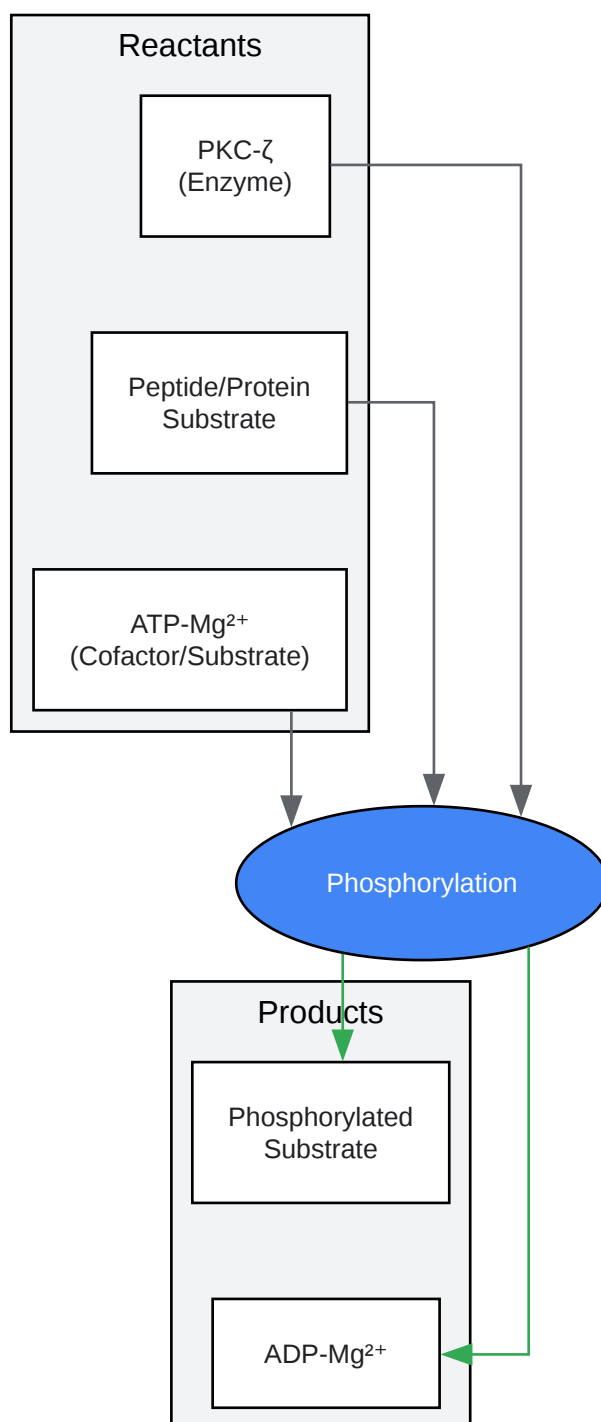 Reactants
PKC-ζ
(Enzyme)
Peptide/Protein
Substrate
ATP-Mg²⁺
(Cofactor/Substrate)
Phosphorylation
Products
Phosphorylated
Substrate
ADP-Mg²⁺